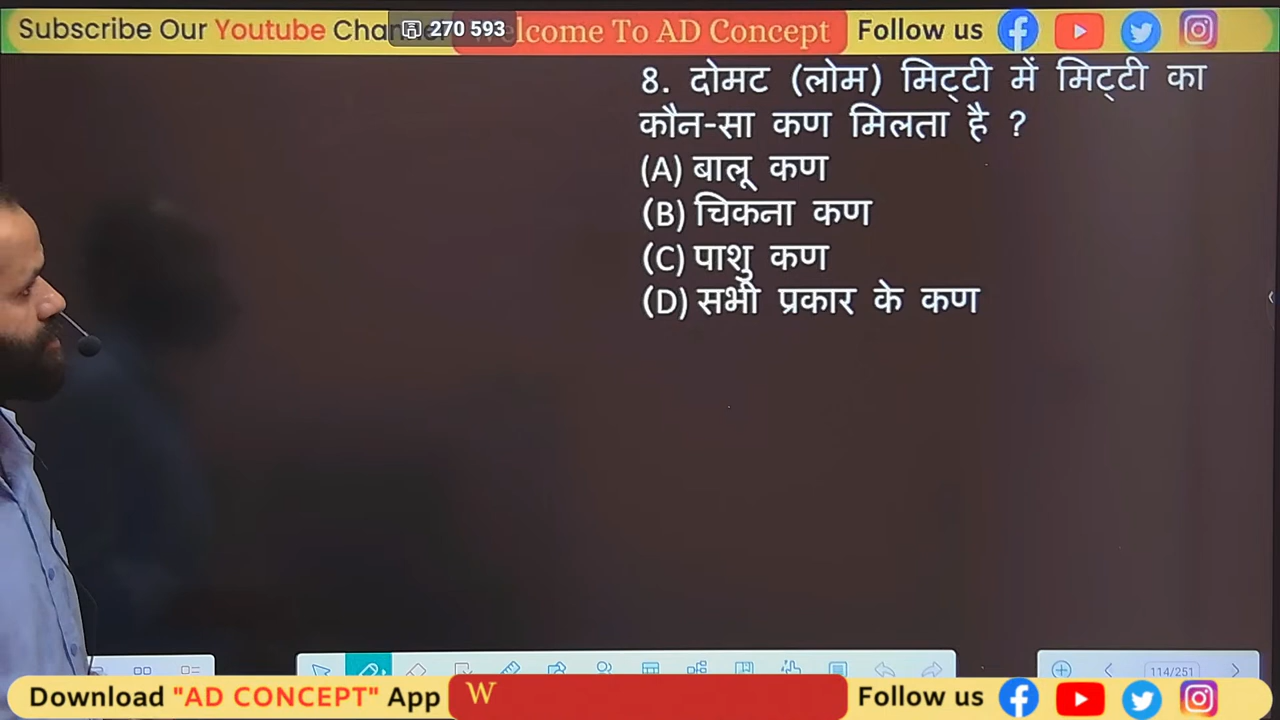 Subscribe Our Youtube Cha
270 593
lcome To AD Concept
Follow us
8. दोमट (लोम) मिट्टी में मिट्टी का
कौन-सा कण मिलता है ?
(A) बालू कण
(B) चिकना कण
(C) पाशु कण
(D) सभी प्रकार के कण
114/251
Download "AD CONCEPT" App
W
Follow us